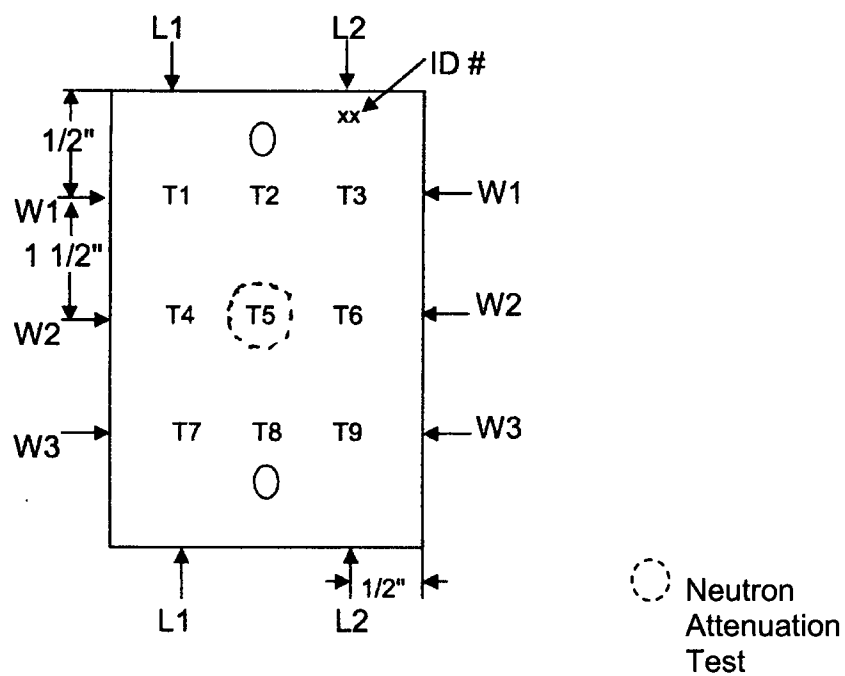 L1 L2
ID #
xx
1/2"
T1 T2 T3
W1 W1
1 1/2"
T4 T5 T6
W2 W2
T7 T8 T9
W3 W3
1/2"
L1 L2
Neutron
Attenuation
Test